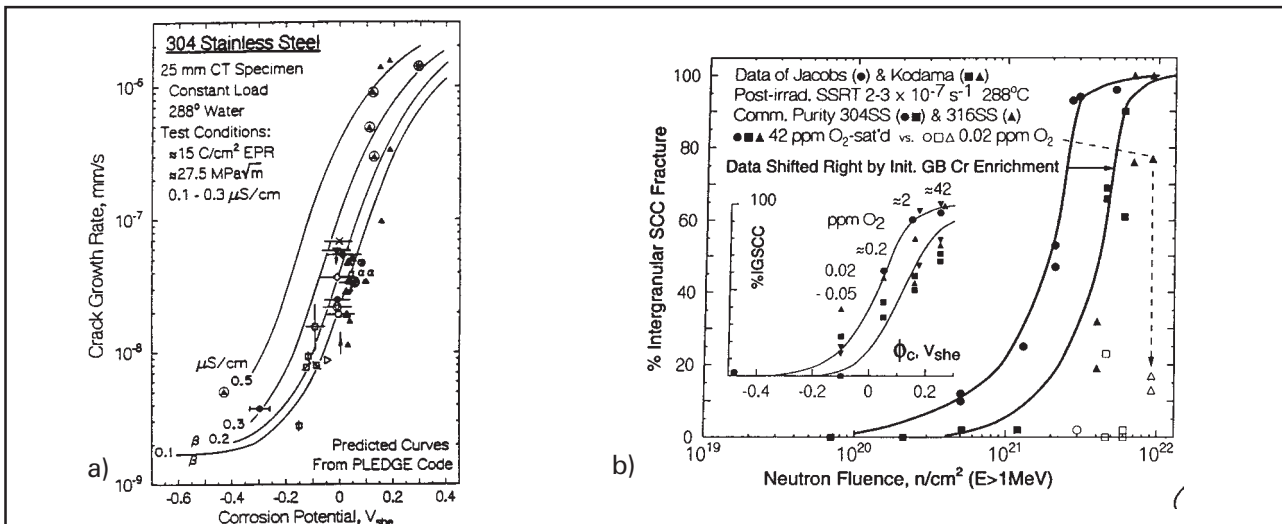 304 Stainless Steel
25 mm CT Specimen
Constant Load
288° Water
Test Conditions:
≈15 C/cm² EPR
≈27.5 MPa√m
0.1 - 0.3 µS/cm
Crack Growth Rate, mm/s
10⁻⁶
10⁻⁷
10⁻⁸
10⁻⁹
µS/cm
0.5
0.3
0.2
0.1
β
β
α α
Predicted Curves
From PLEDGE Code
a)
-0.6 -0.4 -0.2 0 0.2 0.4
Corrosion Potential, Vshe
% Intergranular SCC Fracture
100
80
60
40
20
0
Data of Jacobs (●) & Kodama (■▲)
Post-irrad. SSRT 2-3 x 10⁻⁷ s⁻¹ 288°C
Comm. Purity 304SS (●■) & 316SS (▲)
●■▲ 42 ppm O₂-sat'd vs. ○□△ 0.02 ppm O₂
Data Shifted Right by Init. GB Cr Enrichment
100
%IGSCC
ppm O₂
≈2 ≈42
≈0.2
0.02
- 0.05
ϕc, Vshe
-0.4 -0.2 0 0.2
b)
10¹⁹ 10²⁰ 10²¹ 10²²
Neutron Fluence, n/cm² (E>1MeV)